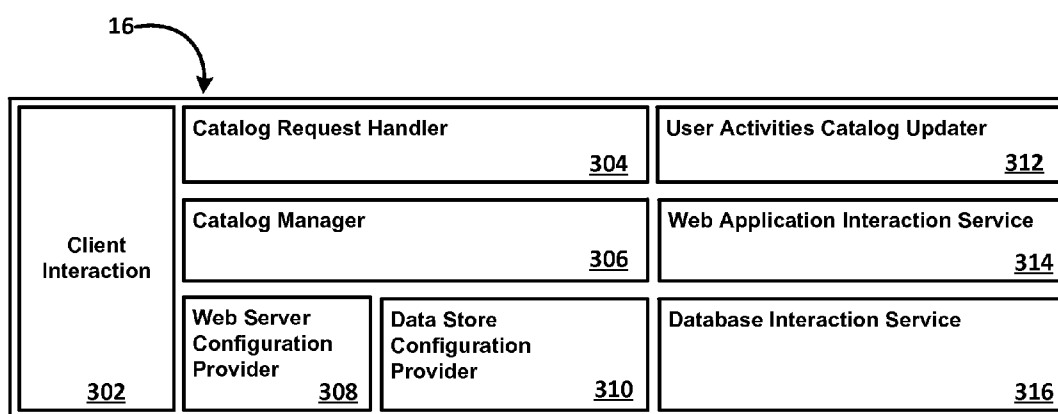 16
Client
Interaction
302
Catalog Request Handler
304
User Activities Catalog Updater
312
Catalog Manager
306
Web Application Interaction Service
314
Web Server
Configuration
Provider
308
Data Store
Configuration
Provider
310
Database Interaction Service
316